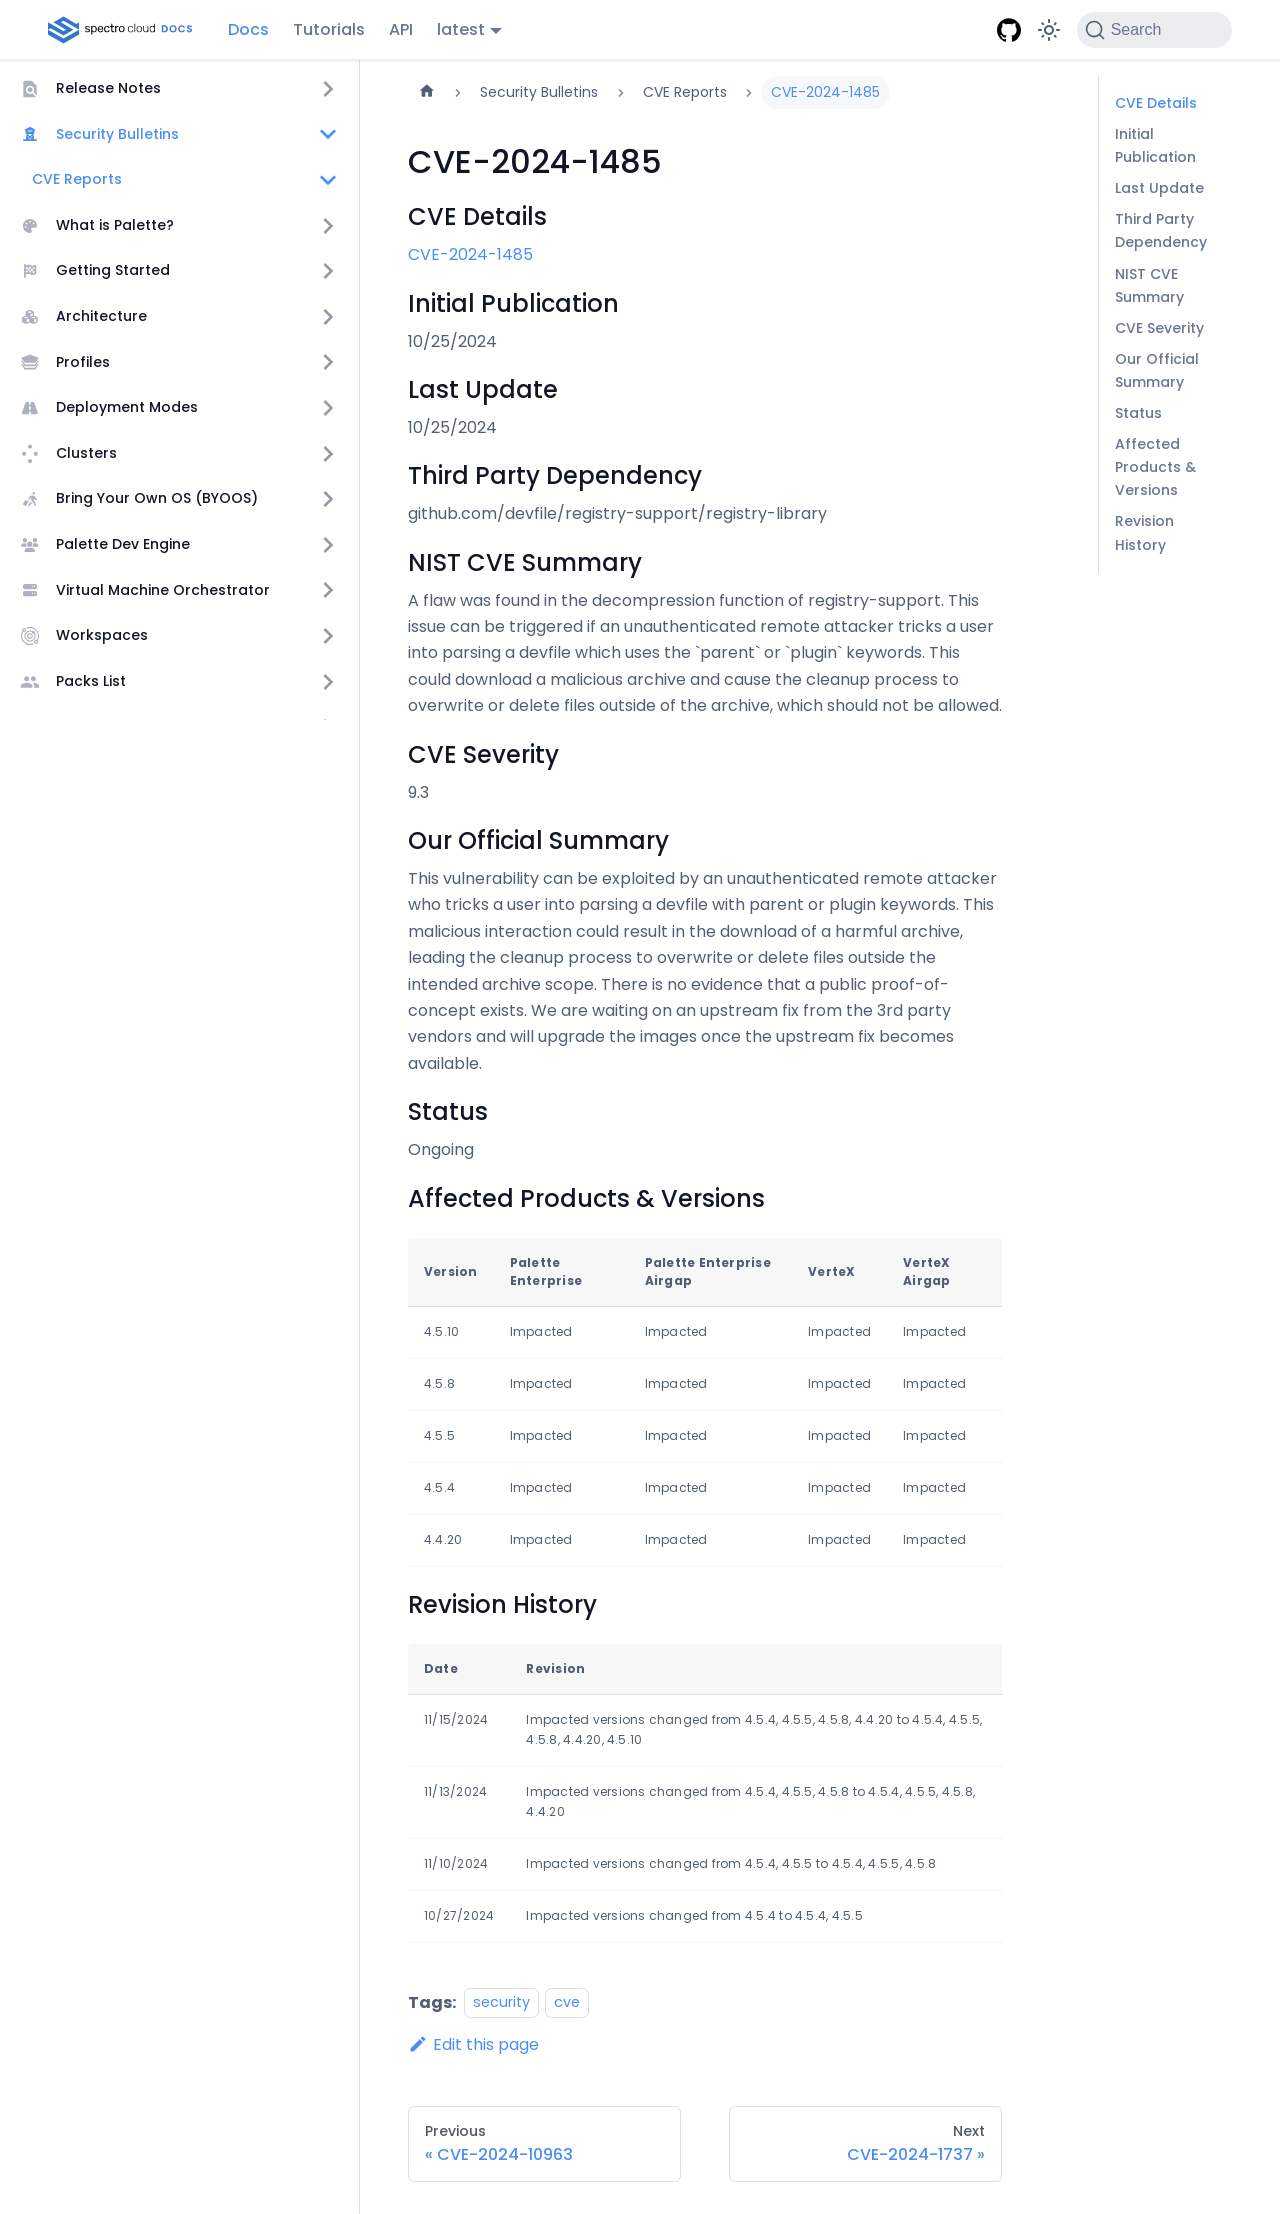 spectro cloud DOCS
Docs
Tutorials
API
latest
Search
Release Notes
Security Bulletins
CVE Reports
What is Palette?
Getting Started
Architecture
Profiles
Deployment Modes
Clusters
Bring Your Own OS (BYOOS)
Palette Dev Engine
Virtual Machine Orchestrator
Workspaces
Packs List
Security Bulletins
CVE Reports
CVE-2024-1485
CVE-2024-1485
CVE Details
CVE-2024-1485
Initial Publication
10/25/2024
Last Update
10/25/2024
Third Party Dependency
github.com/devfile/registry-support/registry-library
NIST CVE Summary
A flaw was found in the decompression function of registry-support. This
issue can be triggered if an unauthenticated remote attacker tricks a user
into parsing a devfile which uses the `parent` or `plugin` keywords. This
could download a malicious archive and cause the cleanup process to
overwrite or delete files outside of the archive, which should not be allowed.
CVE Severity
9.3
Our Official Summary
This vulnerability can be exploited by an unauthenticated remote attacker
who tricks a user into parsing a devfile with parent or plugin keywords. This
malicious interaction could result in the download of a harmful archive,
leading the cleanup process to overwrite or delete files outside the
intended archive scope. There is no evidence that a public proof-of-
concept exists. We are waiting on an upstream fix from the 3rd party
vendors and will upgrade the images once the upstream fix becomes
available.
Status
Ongoing
Affected Products & Versions
Version | Palette Enterprise | Palette Enterprise Airgap | VerteX | VerteX Airgap
4.5.10 Impacted Impacted Impacted Impacted
4.5.8 Impacted Impacted Impacted Impacted
4.5.5 Impacted Impacted Impacted Impacted
4.5.4 Impacted Impacted Impacted Impacted
4.4.20 Impacted Impacted Impacted Impacted
Revision History
Date Revision
11/15/2024 Impacted versions changed from 4.5.4, 4.5.5, 4.5.8, 4.4.20 to 4.5.4, 4.5.5,
4.5.8, 4.4.20, 4.5.10
11/13/2024 Impacted versions changed from 4.5.4, 4.5.5, 4.5.8 to 4.5.4, 4.5.5, 4.5.8,
4.4.20
11/10/2024 Impacted versions changed from 4.5.4, 4.5.5 to 4.5.4, 4.5.5, 4.5.8
10/27/2024 Impacted versions changed from 4.5.4 to 4.5.4, 4.5.5
Tags: security cve
Edit this page
Previous
« CVE-2024-10963
Next
CVE-2024-1737 »
CVE Details
Initial
Publication
Last Update
Third Party
Dependency
NIST CVE
Summary
CVE Severity
Our Official
Summary
Status
Affected
Products &
Versions
Revision
History